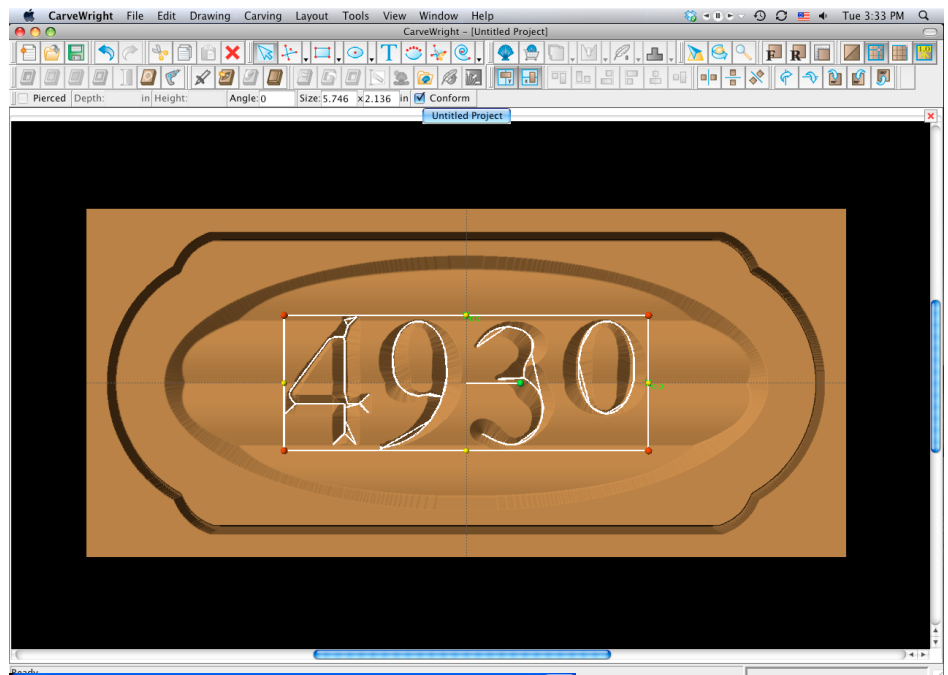 CarveWright File Edit Drawing Carving Layout Tools View Window Help Tue 3:33 PM
CarveWright - [Untitled Project]
T F R
Pierced Depth: in Height: Angle: 0 Size: 5.746 x 2.136 in Conform
Untitled Project
4930
Ready